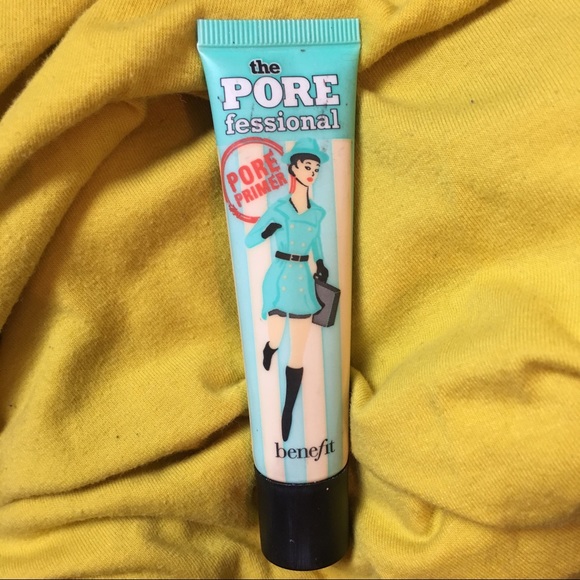 the
PORE
fessional
PORE
PRIMER
benefit